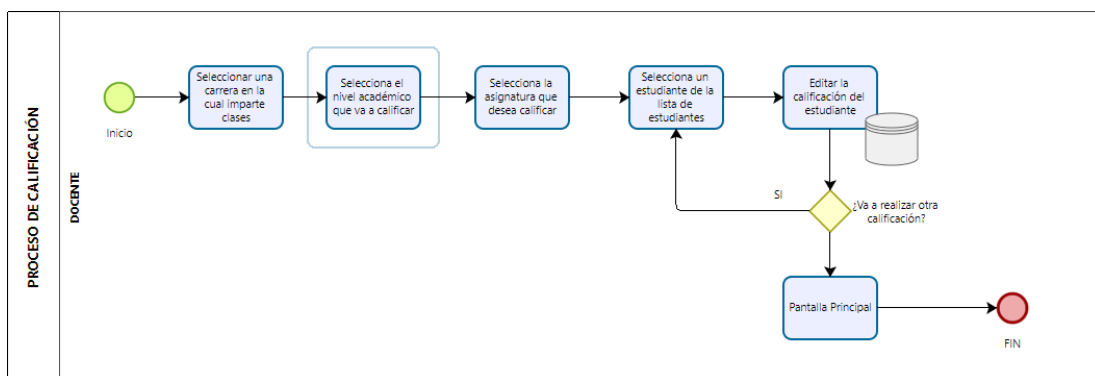 PROCESO DE CALIFICACIÓN
DOCENTE
Inicio
Seleccionar una
carrera en la
cual imparte
clases
Selecciona el
nivel académico
que va a calificar
Selecciona la
asignatura que
desea calificar
Selecciona un
estudiante de la
lista de
estudiantes
Editar la
calificación del
estudiante
SI
¿Va a realizar otra
calificación?
Pantalla Principal
FIN